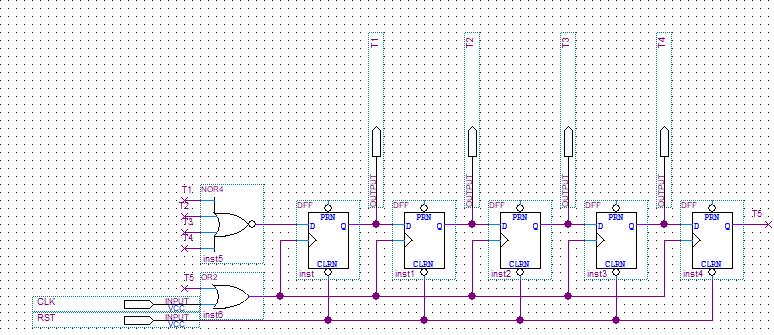 T1
T2
T3
T4
OUTPUT
OUTPUT
OUTPUT
OUTPUT
T1
T2
T3
T4
NOR4
inst5
DFF
PRN
D
Q
CLRN
inst
DFF
PRN
D
Q
CLRN
inst1
DFF
PRN
D
Q
CLRN
inst2
DFF
PRN
D
Q
CLRN
inst3
DFF
PRN
D
Q
CLRN
inst4
T5
T5
OR2
inst6
CLK
INPUT
VCC
RST
INPUT
VCC